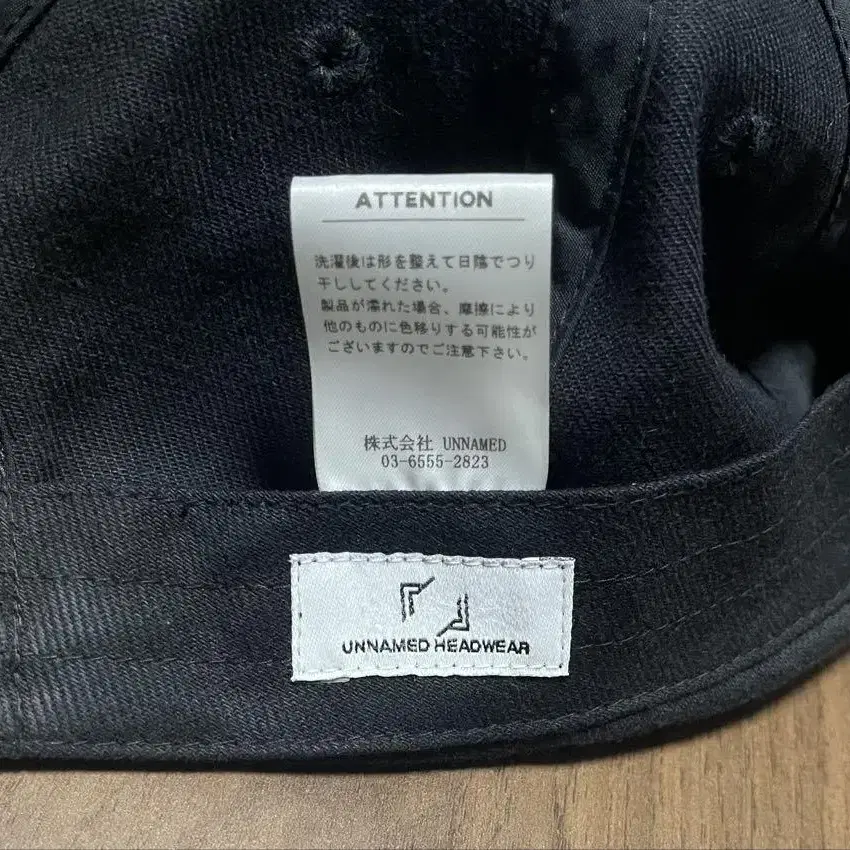 ATTENTION
洗濯後は形を整えて日陰でつり
干ししてください。
製品が濡れた場合、摩擦により
他のものに色移りする可能性が
ございますのでご注意下さい。
株式会社 UNNAMED
03-6555-2823
UNNAMED HEADWEAR